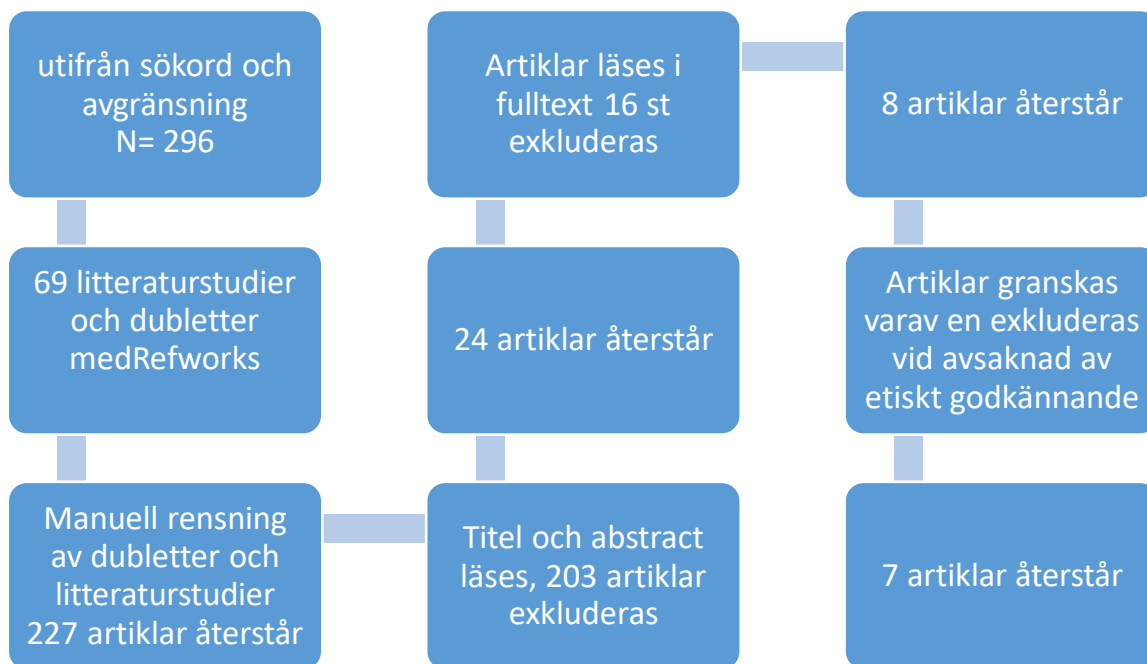 utifrån sökord och
avgränsning
N= 296
69 litteraturstudier
och dubletter
medRefworks
Manuell rensning
av dubletter och
litteraturstudier
227 artiklar återstår
Titel och abstract
läses, 203 artiklar
exkluderas
24 artiklar återstår
Artiklar läses i
fulltext 16 st
exkluderas
8 artiklar återstår
Artiklar granskas
varav en exkluderas
vid avsaknad av
etiskt godkännande
7 artiklar återstår